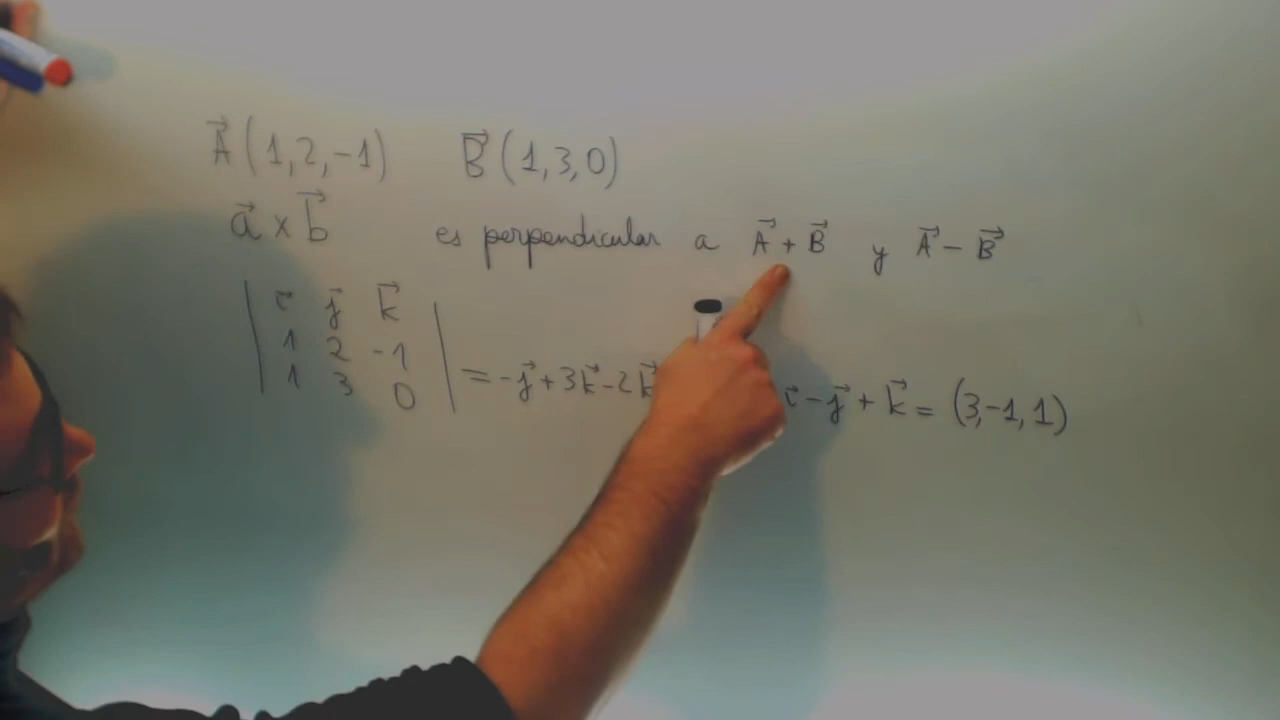 A⃗ (1,2,-1) B⃗ (1,3,0)
a⃗ x b⃗ es perpendicular a A⃗ + B⃗ y A⃗ - B⃗
| i⃗ j⃗ k⃗ |
| 1 2 -1 |
| 1 3 0 | = -j⃗ + 3k⃗ - 2k⃗ i⃗ - j⃗ + k⃗ = (3,-1,1)